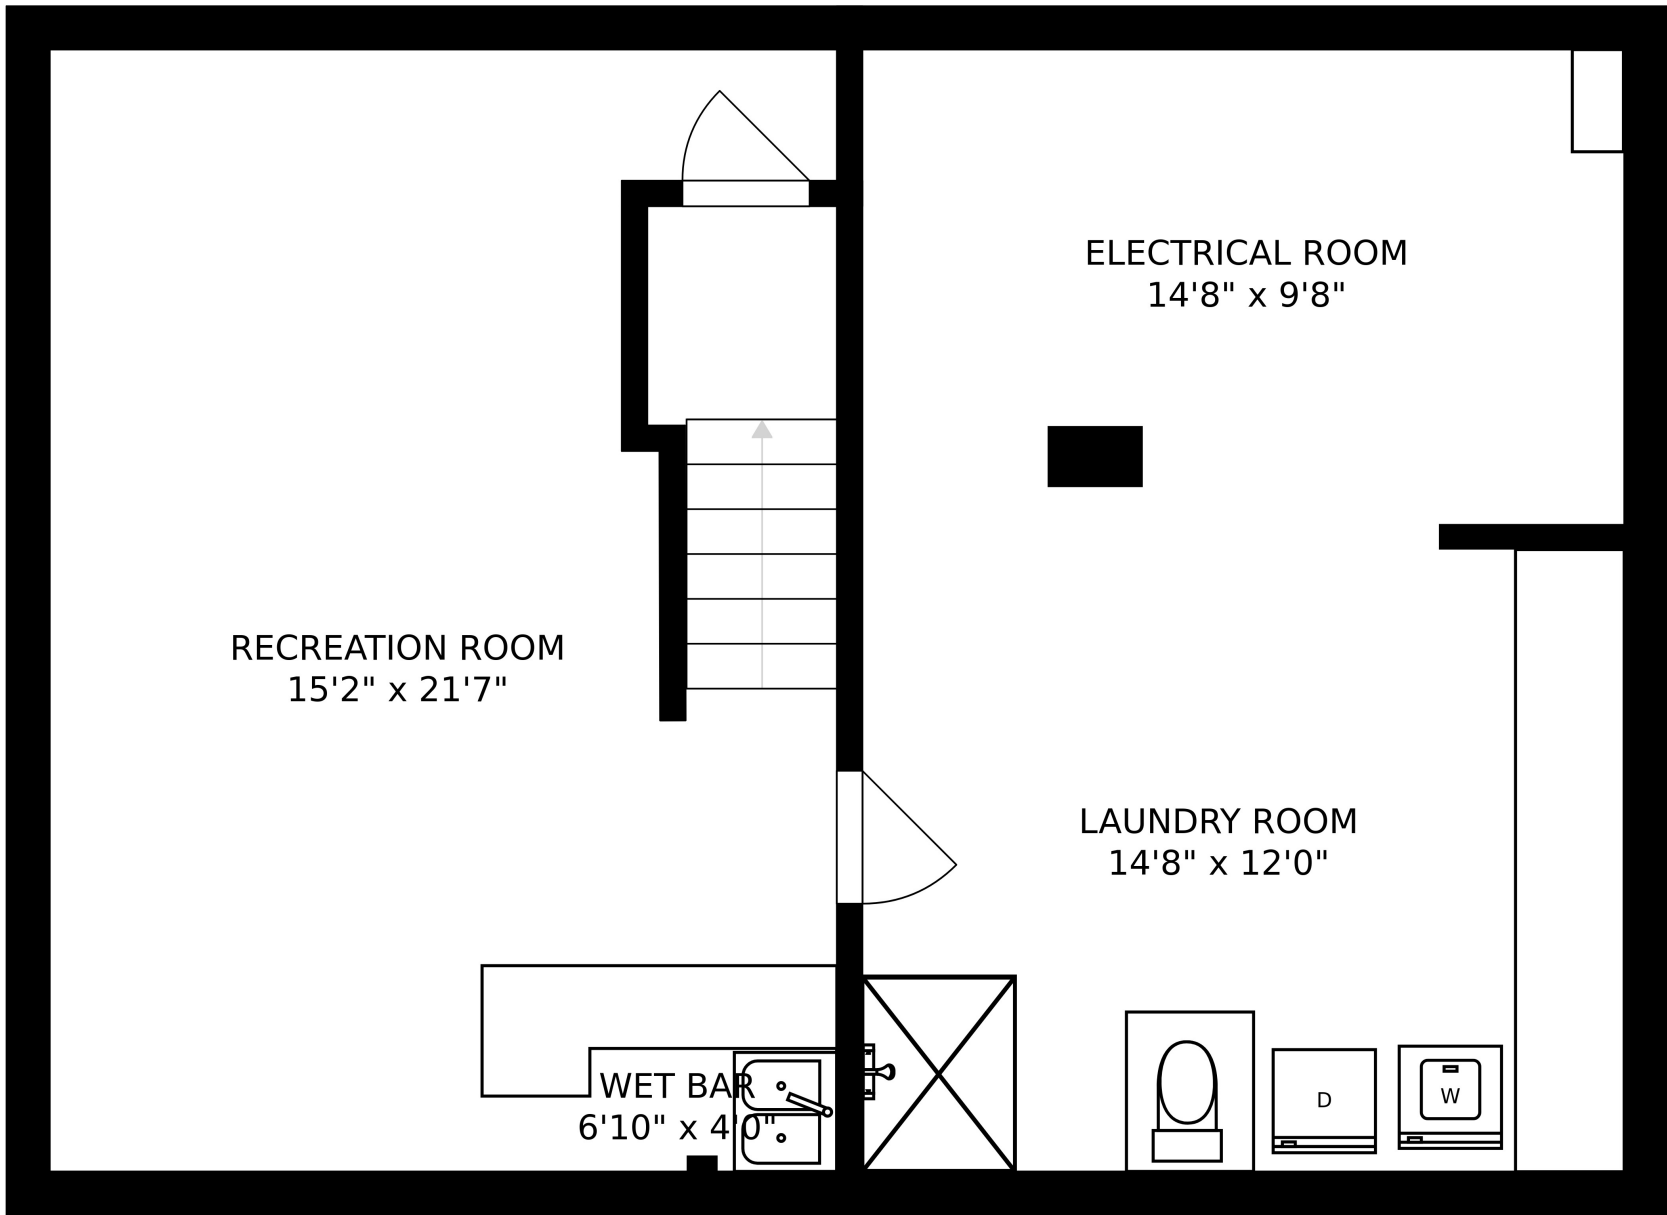 ELECTRICAL ROOM
14'8" x 9'8"
RECREATION ROOM
15'2" x 21'7"
LAUNDRY ROOM
14'8" x 12'0"
WET BAR
6'10" x 4'0"
D
W